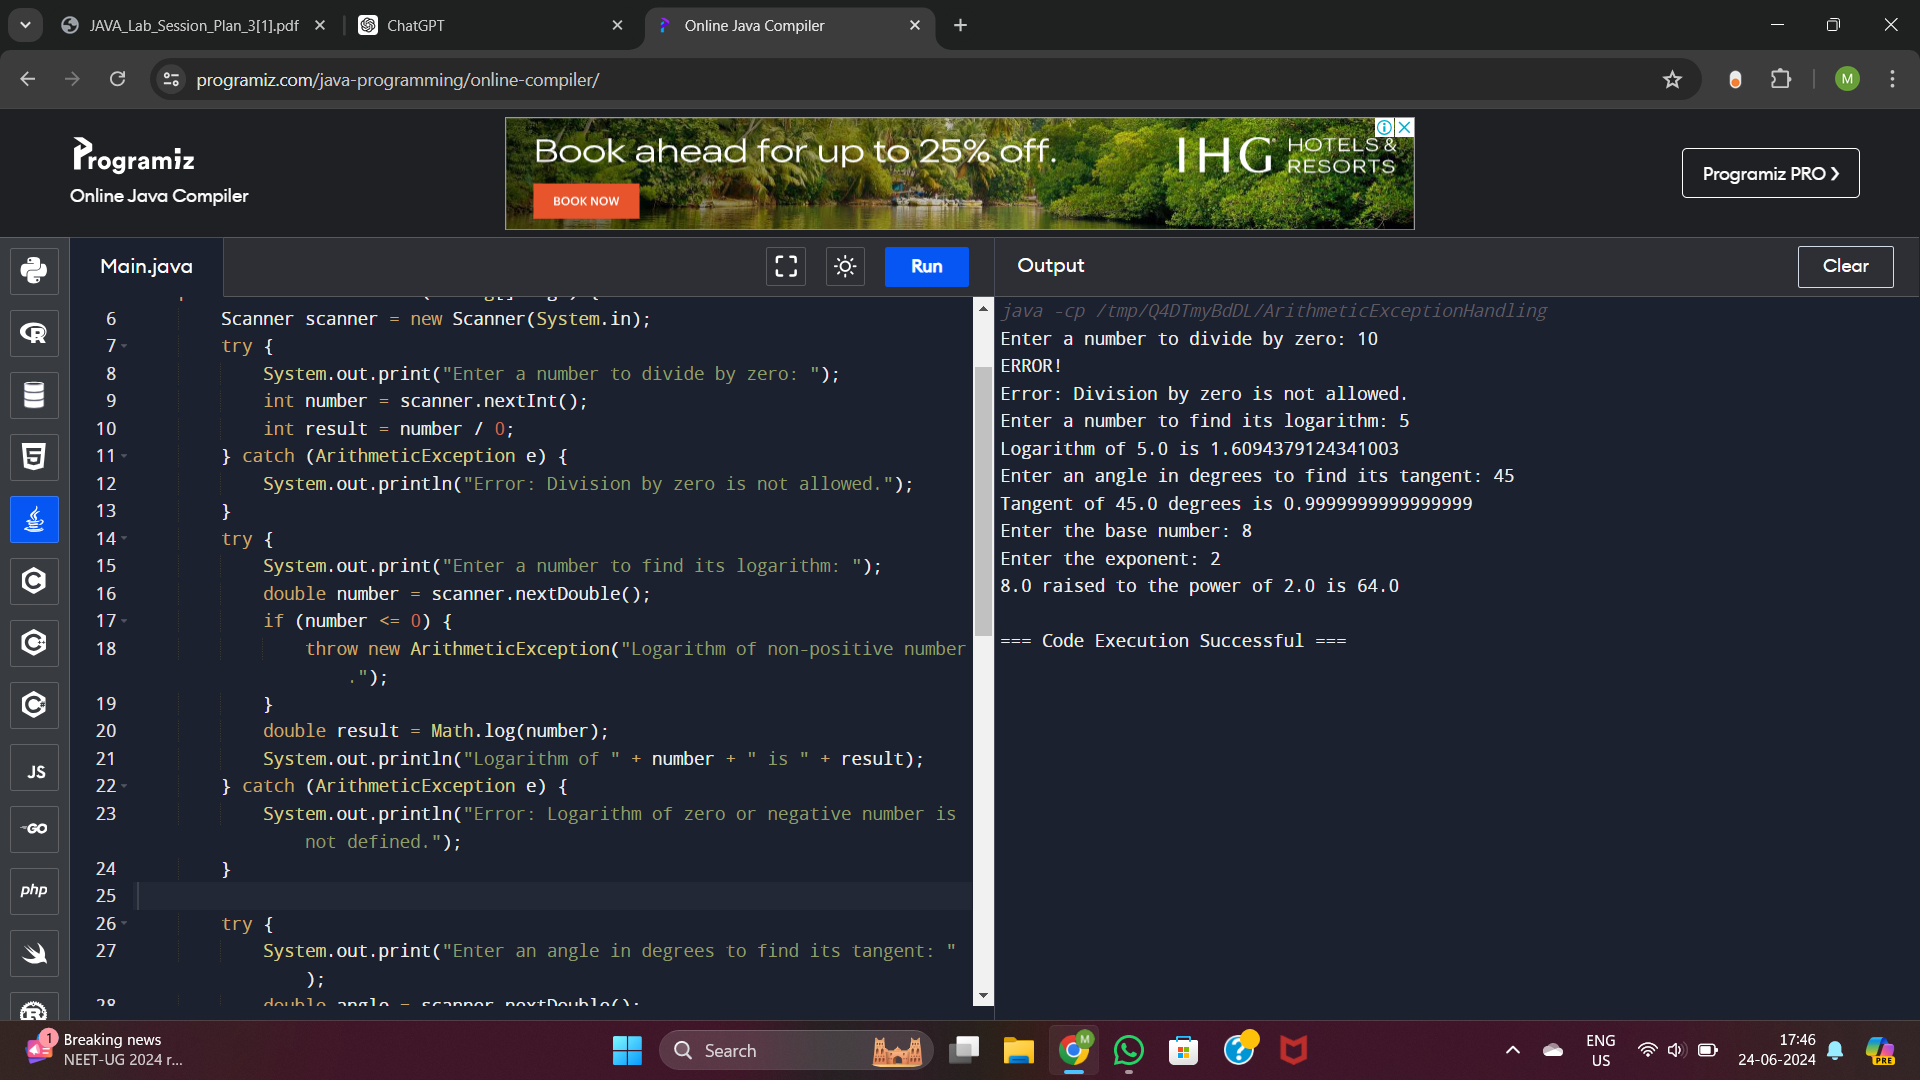 JAVA_Lab_Session_Plan_3[1].pdf
ChatGPT
Online Java Compiler
programiz.com/java-programming/online-compiler/
M
Programiz
Online Java Compiler
Book ahead for up to 25% off.
BOOK NOW
IHG HOTELS &
RESORTS
Programiz PRO
Main.java
Run
Output
Clear
6 Scanner scanner = new Scanner(System.in);
7 try {
8 System.out.print("Enter a number to divide by zero: ");
9 int number = scanner.nextInt();
10 int result = number / 0;
11 } catch (ArithmeticException e) {
12 System.out.println("Error: Division by zero is not allowed.");
13 }
14 try {
15 System.out.print("Enter a number to find its logarithm: ");
16 double number = scanner.nextDouble();
17 if (number <= 0) {
18 throw new ArithmeticException("Logarithm of non-positive number
.");
19 }
20 double result = Math.log(number);
21 System.out.println("Logarithm of " + number + " is " + result);
22 } catch (ArithmeticException e) {
23 System.out.println("Error: Logarithm of zero or negative number is
not defined.");
24 }
25
26 try {
27 System.out.print("Enter an angle in degrees to find its tangent: "
);
28 double angle = scanner.nextDouble();
java -cp /tmp/Q4DTmyBdDL/ArithmeticExceptionHandling
Enter a number to divide by zero: 10
ERROR!
Error: Division by zero is not allowed.
Enter a number to find its logarithm: 5
Logarithm of 5.0 is 1.6094379124341003
Enter an angle in degrees to find its tangent: 45
Tangent of 45.0 degrees is 0.9999999999999999
Enter the base number: 8
Enter the exponent: 2
8.0 raised to the power of 2.0 is 64.0
=== Code Execution Successful ===
JS
GO
php
1
Breaking news
NEET-UG 2024 r...
Search
M
ENG
US
17:46
24-06-2024
PRE